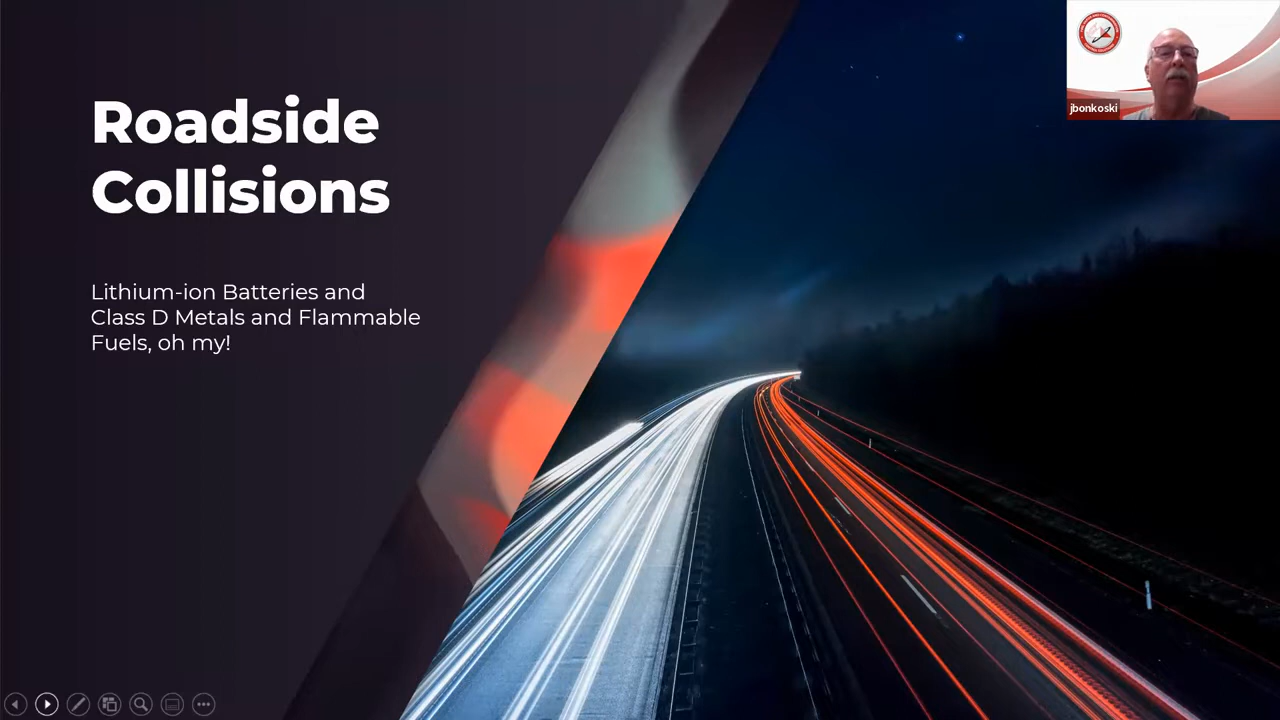 Roadside
Collisions
Lithium-ion Batteries and
Class D Metals and Flammable
Fuels, oh my!
jbonkoski